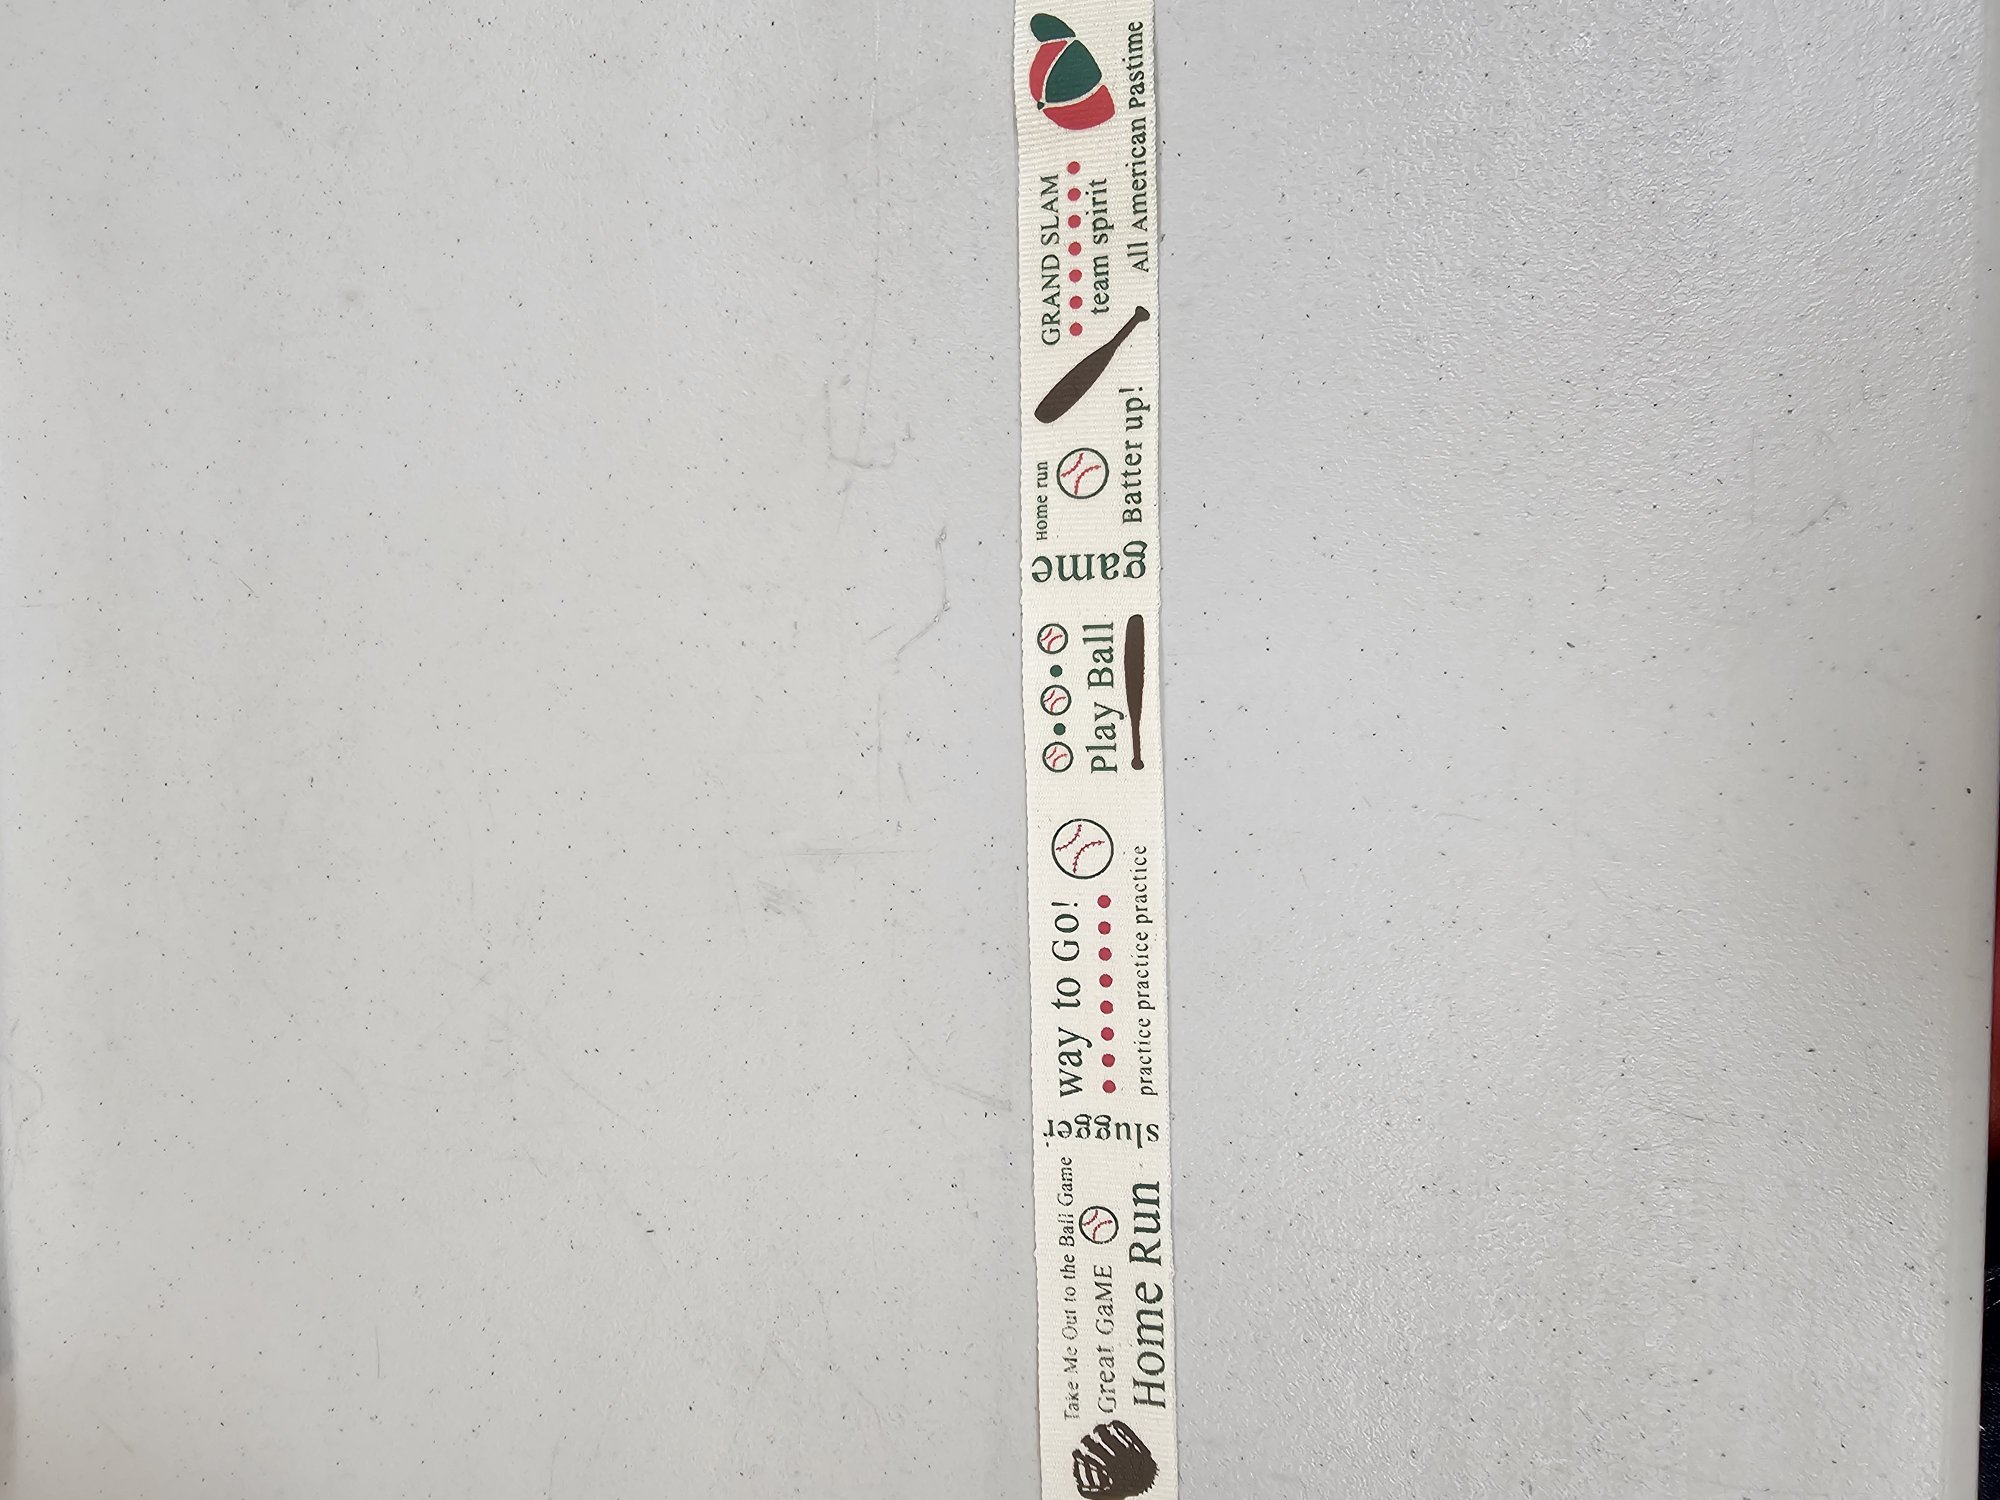 Take Me Out to the Ball Game
Great GaME
Home Run
slugger
way to Go!
practice practice practice
Play Ball
game
Home run
Batter up!
GRAND SLAM
team spirit
All American Pastime